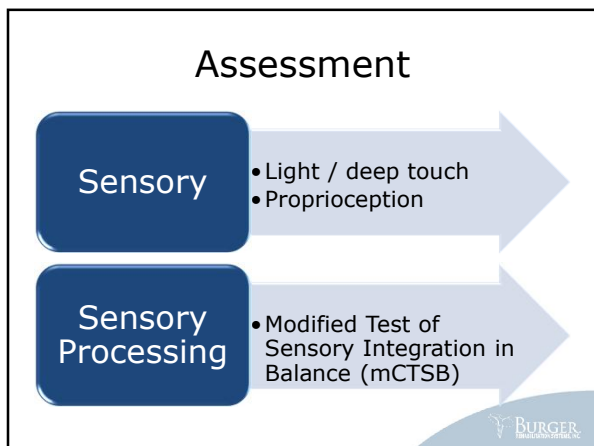 Assessment
Sensory
• Light / deep touch
• Proprioception
Sensory
Processing
• Modified Test of
Sensory Integration in
Balance (mCTSB)
BURGER